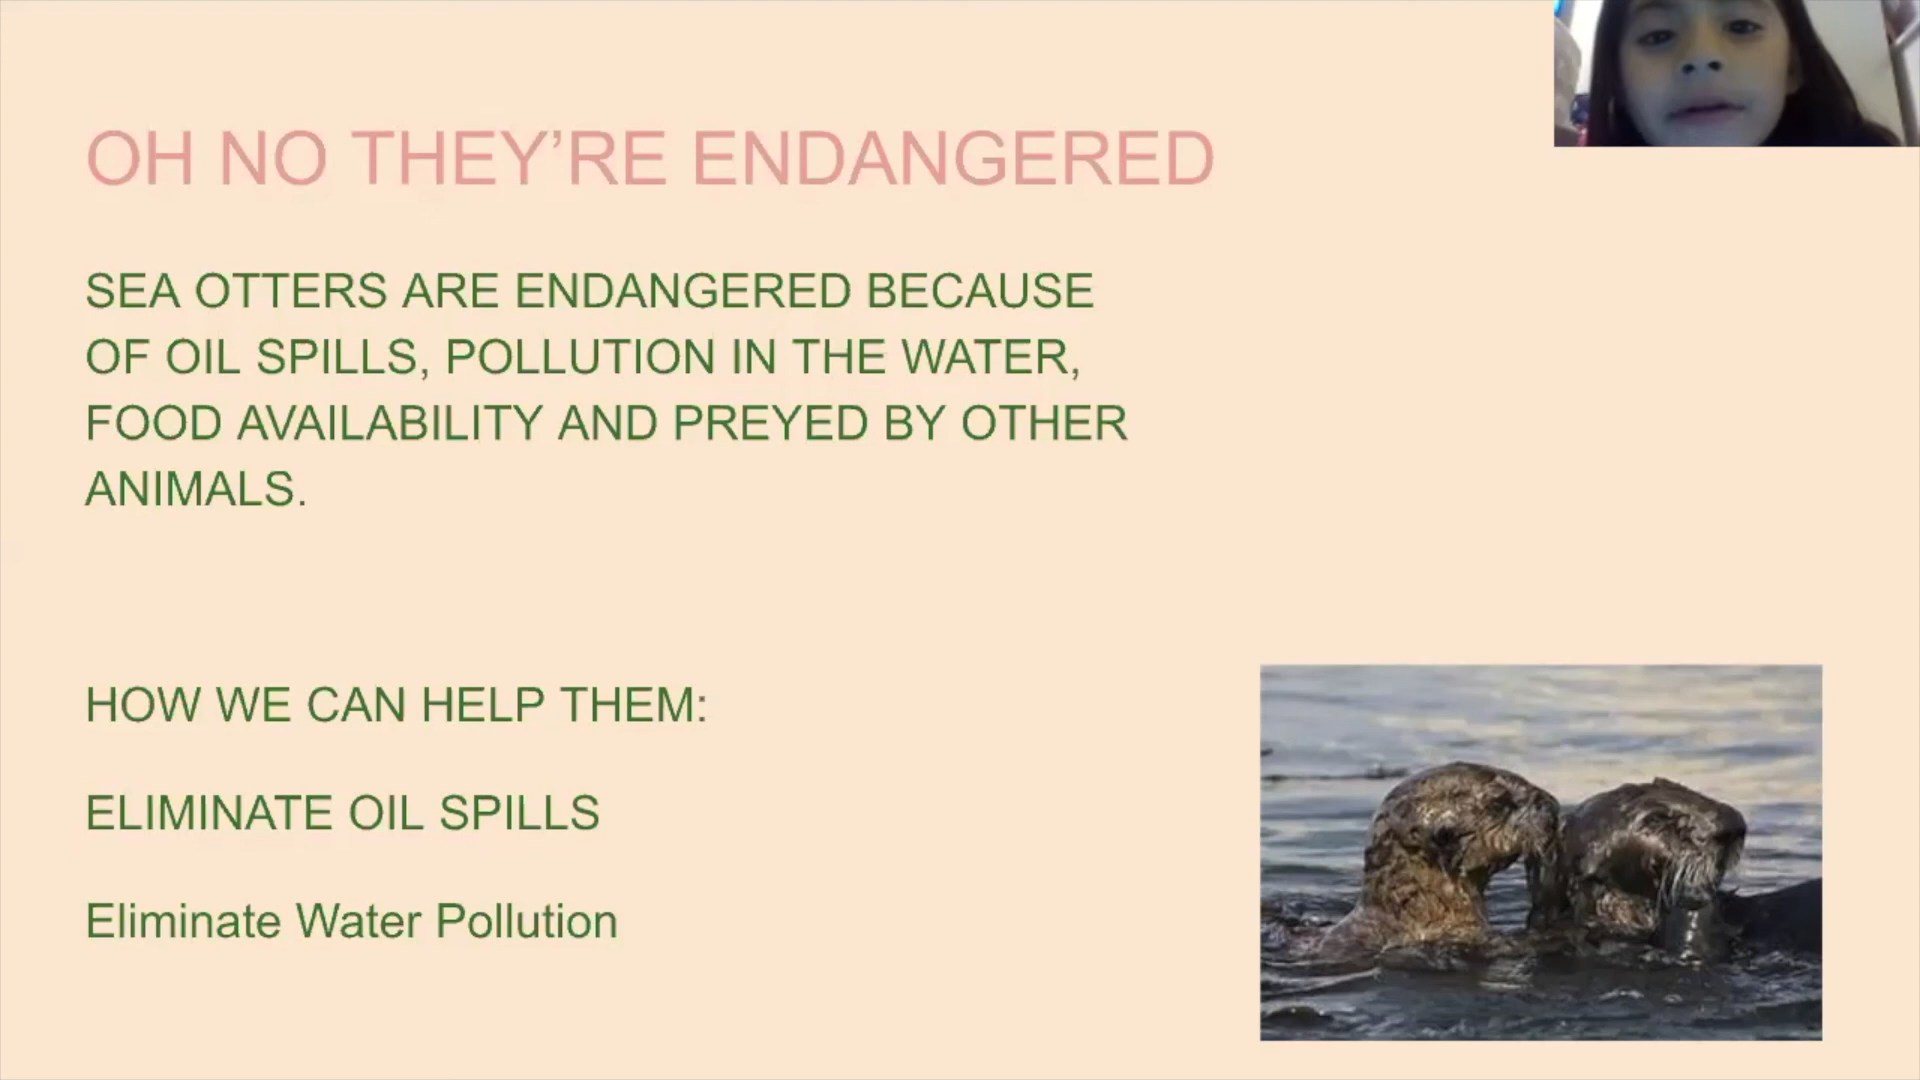 OH NO THEY’RE ENDANGERED
SEA OTTERS ARE ENDANGERED BECAUSE
OF OIL SPILLS, POLLUTION IN THE WATER,
FOOD AVAILABILITY AND PREYED BY OTHER
ANIMALS.
HOW WE CAN HELP THEM:
ELIMINATE OIL SPILLS
Eliminate Water Pollution